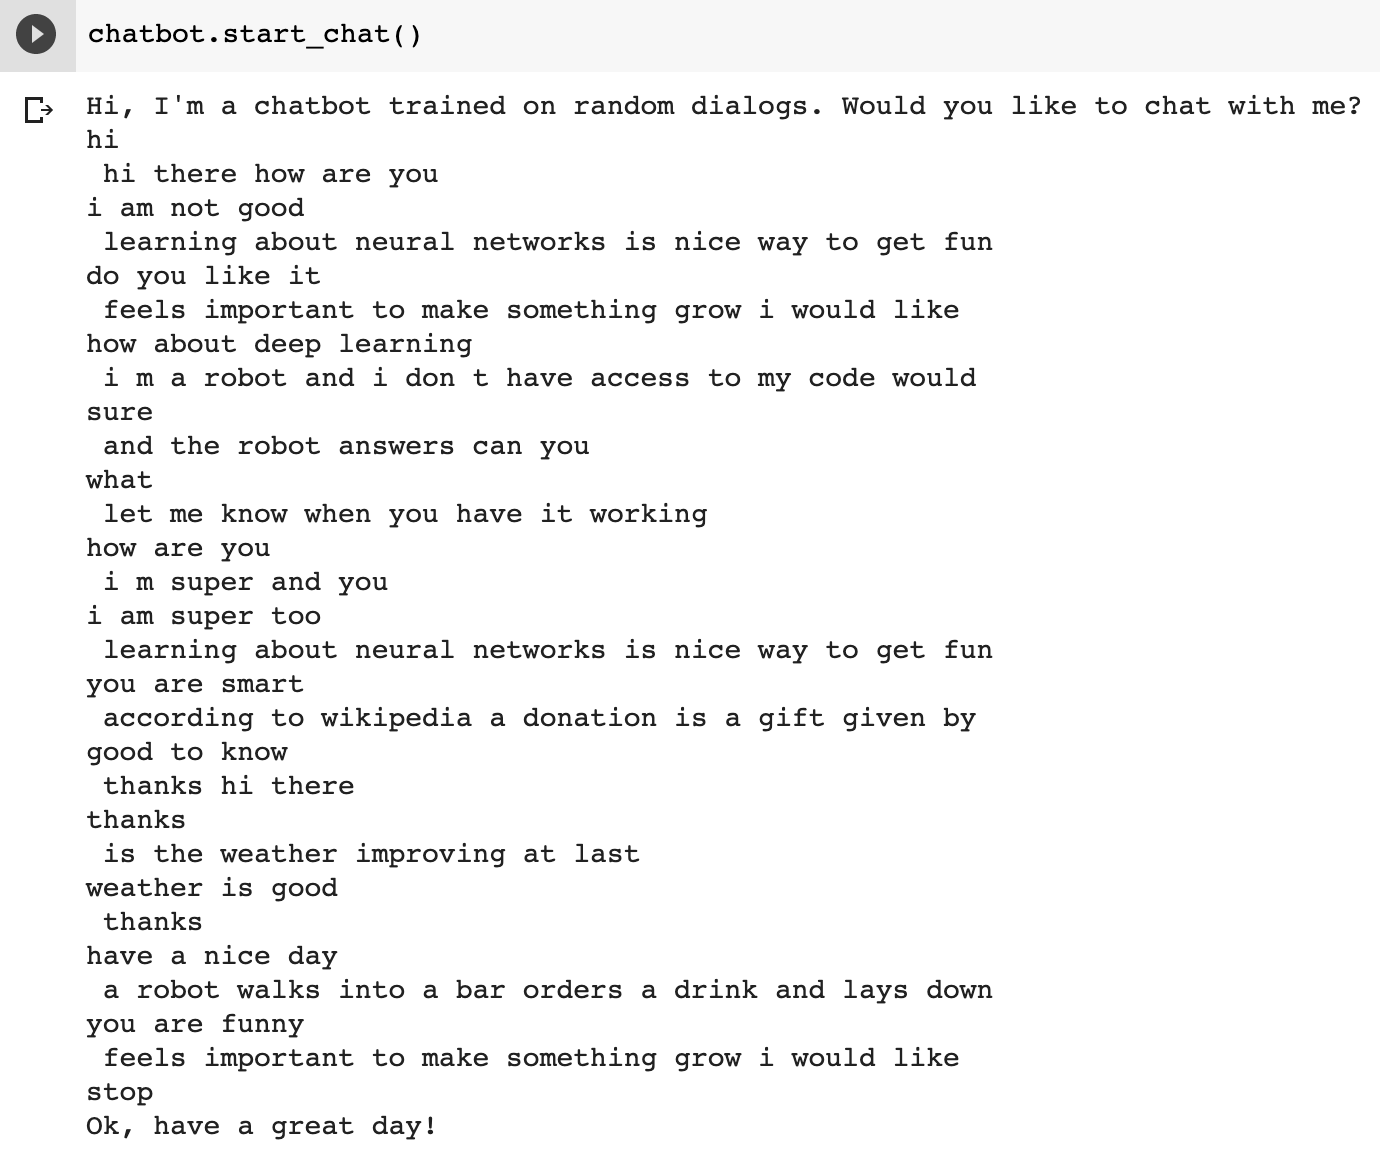 chatbot.start_chat()
Hi, I'm a chatbot trained on random dialogs. Would you like to chat with me?
hi
hi there how are you
i am not good
learning about neural networks is nice way to get fun
do you like it
feels important to make something grow i would like
how about deep learning
i m a robot and i don t have access to my code would
sure
and the robot answers can you
what
let me know when you have it working
how are you
i m super and you
i am super too
learning about neural networks is nice way to get fun
you are smart
according to wikipedia a donation is a gift given by
good to know
thanks hi there
thanks
is the weather improving at last
weather is good
thanks
have a nice day
a robot walks into a bar orders a drink and lays down
you are funny
feels important to make something grow i would like
stop
Ok, have a great day!